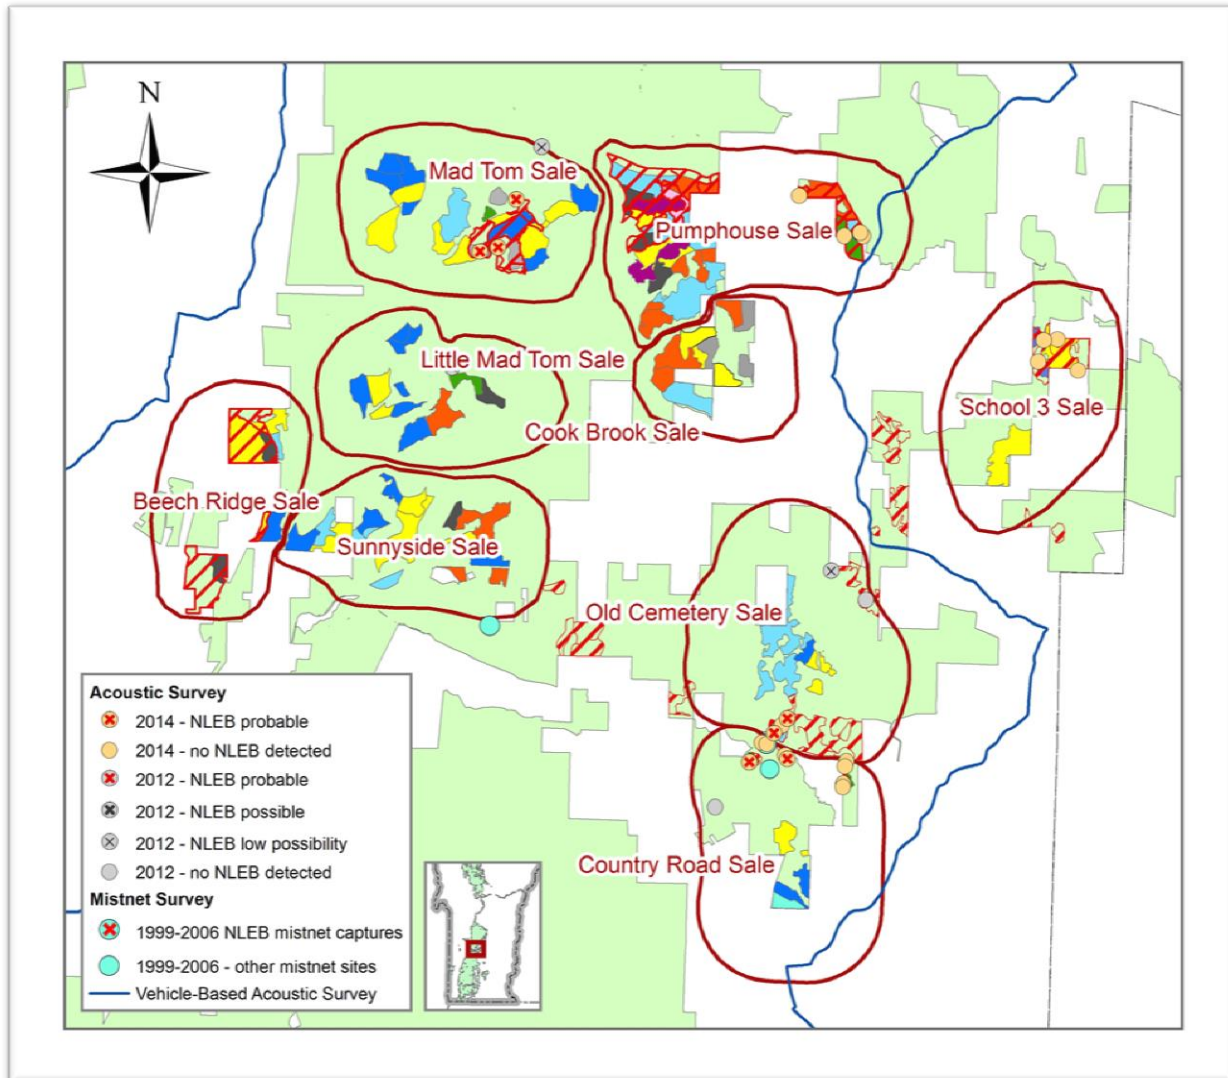 N
Mad Tom Sale
Pumphouse Sale
Little Mad Tom Sale
School 3 Sale
Cook Brook Sale
Beech Ridge Sale
Sunnyside Sale
Old Cemetery Sale
Country Road Sale
Acoustic Survey
2014 - NLEB probable
2014 - no NLEB detected
2012 - NLEB probable
2012 - NLEB possible
2012 - NLEB low possibility
2012 - no NLEB detected
Mistnet Survey
1999-2006 NLEB mistnet captures
1999-2006 - other mistnet sites
Vehicle-Based Acoustic Survey